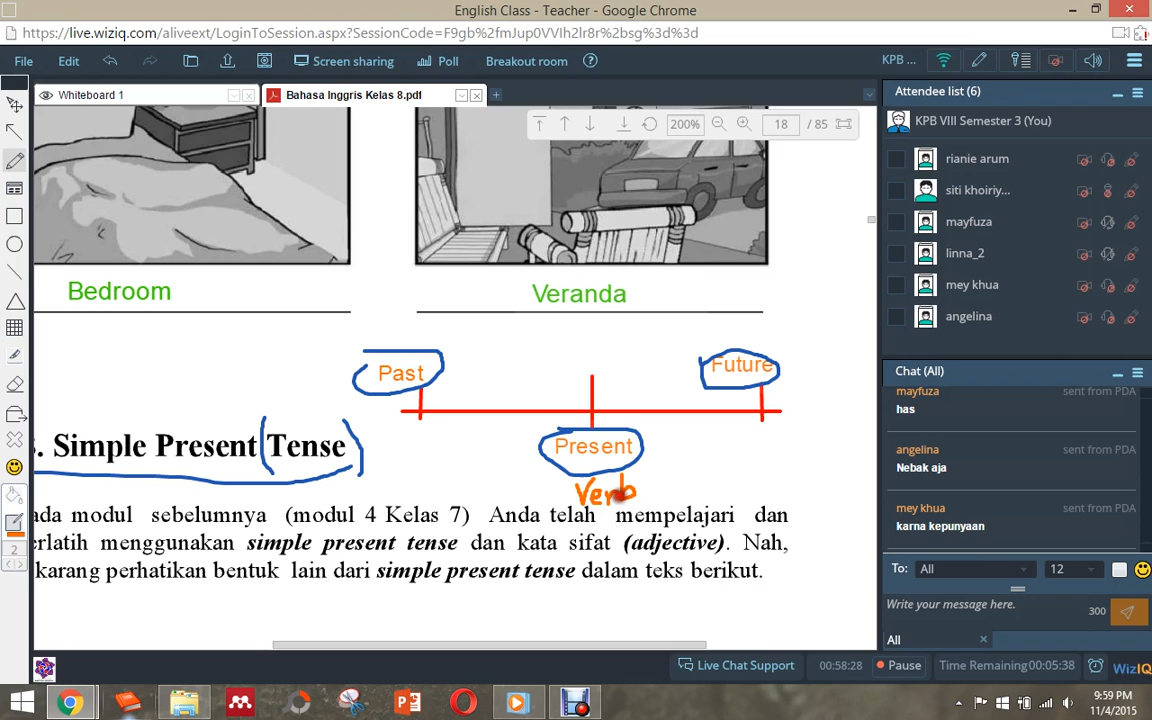 English Class - Teacher - Google Chrome
https://live.wiziq.com/aliveext/LoginToSession.aspx?SessionCode=F9gb%2fmJup0VVIh2lr8r%2bsg%3d%3d
File Edit Screen sharing Poll Breakout room KPB ...
Whiteboard 1
Bahasa Inggris Kelas 8.pdf
200% 18 / 85
Bedroom
Veranda
Past
Future
Present
Verb
. Simple Present Tense
ada modul sebelumnya (modul 4 Kelas 7) Anda telah mempelajari dan
erlatih menggunakan simple present tense dan kata sifat (adjective). Nah,
karang perhatikan bentuk lain dari simple present tense dalam teks berikut.
2
Attendee list (6)
KPB VIII Semester 3 (You)
rianie arum
siti khoiriy...
mayfuza
linna_2
mey khua
angelina
Chat (All)
mayfuza sent from PDA
has
angelina sent from PDA
Nebak aja
mey khua sent from PDA
karna kepunyaan
To: All 12
Write your message here. 300
All
Live Chat Support 00:58:28 Pause Time Remaining 00:05:38 WizIQ
9:59 PM
11/4/2015